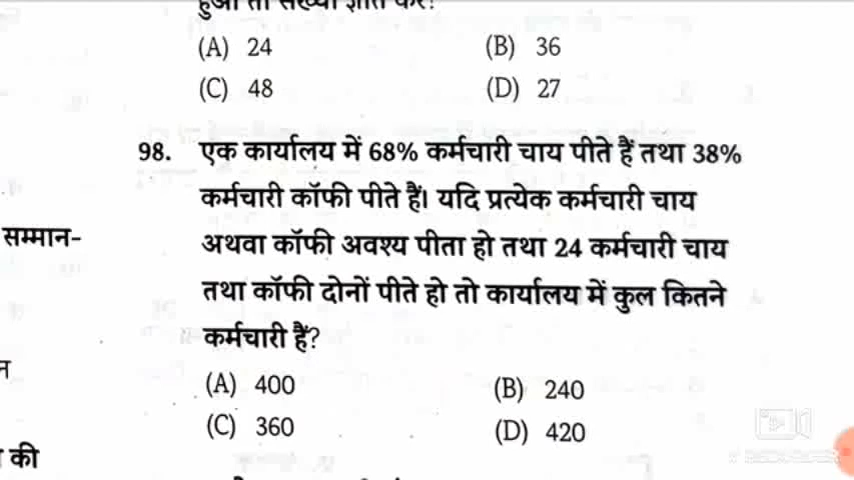 हुआ तो संख्या ज्ञात करें?
(A) 24 (B) 36
(C) 48 (D) 27
98. एक कार्यालय में 68% कर्मचारी चाय पीते हैं तथा 38%
कर्मचारी कॉफी पीते हैं। यदि प्रत्येक कर्मचारी चाय
सम्मान-
अथवा कॉफी अवश्य पीता हो तथा 24 कर्मचारी चाय
तथा कॉफी दोनों पीते हो तो कार्यालय में कुल कितने
कर्मचारी हैं?
न
(A) 400 (B) 240
(C) 360 (D) 420
की